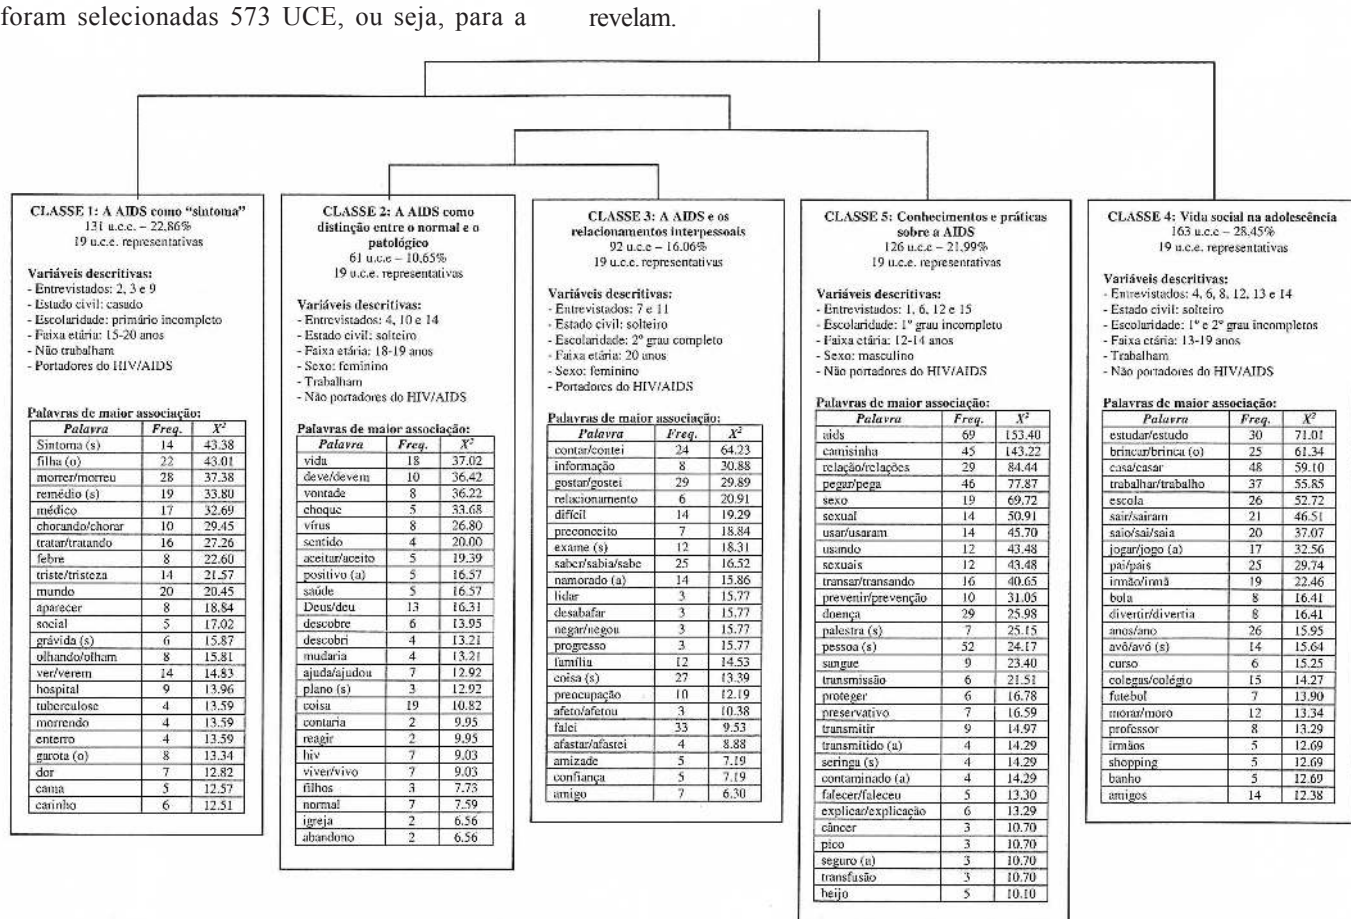 foram selecionadas 573 UCE, ou seja, para a
revelam.
CLASSE 1: A AIDS como “sintoma”
131 u.c.e. – 22,86%
19 u.c.e. representativas
Variáveis descritivas:
- Entrevistados: 2, 3 e 9
- Estado civil: casado
- Escolaridade: primário incompleto
- Faixa etária: 15-20 anos
- Não trabalham
- Portadores do HIV/AIDS
Palavras de maior associação:
Palavra Freq. X²
Sintoma (s) 14 43.38
filha (o) 22 43.01
morrer/morreu 28 37.38
remédio (s) 19 33.80
médico 17 32.69
chorando/chorar 10 29.45
tratar/tratando 16 27.26
febre 8 22.60
triste/tristeza 14 21.57
mundo 20 20.45
aparecer 8 18.84
social 5 17.02
grávida (s) 6 15.87
olhando/olham 8 15.81
ver/verem 14 14.83
hospital 9 13.96
tuberculose 4 13.59
morrendo 4 13.59
enterro 4 13.59
garota (o) 8 13.34
dor 7 12.82
cama 5 12.57
carinho 6 12.51
CLASSE 2: A AIDS como
distinção entre o normal e o
patológico
61 u.c.e – 10,65%
19 u.c.e. representativas
Variáveis descritivas:
- Entrevistados: 4, 10 e 14
- Estado civil: solteiro
- Faixa etária: 18-19 anos
- Sexo: feminino
- Trabalham
- Não portadores do HIV/AIDS
Palavras de maior associação:
Palavra Freq. X²
vida 18 37.02
deve/devem 10 36.42
vontade 8 36.22
choque 5 33.68
vírus 8 26.80
sentido 4 20.00
aceitar/aceito 5 19.39
positivo (a) 5 16.57
saúde 5 16.57
Deus/deu 13 16.31
descobre 6 13.95
descobri 4 13.21
mudaria 4 13.21
ajuda/ajudou 7 12.92
plano (s) 3 12.92
coisa 19 10.82
contaria 2 9.95
reagir 2 9.95
hiv 7 9.03
viver/vivo 7 9.03
filhos 3 7.73
normal 7 7.59
igreja 2 6.56
abandono 2 6.56
CLASSE 3: A AIDS e os
relacionamentos interpessoais
92 u.c.e – 16.06%
19 u.c.e. representativas
Variáveis descritivas:
- Entrevistados: 7 e 11
- Estado civil: solteiro
- Escolaridade: 2º grau completo
- Faixa etária: 20 anos
- Sexo: feminino
- Portadores do HIV/AIDS
Palavras de maior associação:
Palavra Freq. X²
contar/contei 24 64.23
informação 8 30.88
gostar/gostei 29 29.89
relacionamento 6 20.91
difícil 14 19.29
preconceito 7 18.84
exame (s) 12 18.31
saber/sabia/sabe 25 16.52
namorado (a) 14 15.86
lidar 3 15.77
desabafar 3 15.77
negar/negou 3 15.77
progresso 3 15.77
família 12 14.53
coisa (s) 27 13.39
preocupação 10 12.19
afeto/afetou 3 10.38
falei 33 9.53
afastar/afastei 4 8.88
amizade 5 7.19
confiança 5 7.19
amigo 7 6.30
CLASSE 5: Conhecimentos e práticas
sobre a AIDS
126 u.c.e – 21,99%
19 u.c.e. representativas
Variáveis descritivas:
- Entrevistados: 1, 6, 12 e 15
- Escolaridade: 1º grau incompleto
- Faixa etária: 12-14 anos
- Sexo: masculino
- Não portadores do HIV/AIDS
Palavras de maior associação:
Palavra Freq. X²
aids 69 153.40
camisinha 45 143.22
relação/relações 29 84.44
pegar/pega 46 77.87
sexo 19 69.72
sexual 14 50.91
usar/usaram 14 45.70
usando 12 43.48
sexuais 12 43.48
transar/transando 16 40.65
prevenir/prevenção 10 31.05
doença 29 25.98
palestra (s) 7 25.15
pessoa (s) 52 24.17
sangue 9 23.40
transmissão 6 21.51
proteger 6 16.78
preservativo 7 16.59
transmitir 9 14.97
transmitido (a) 4 14.29
seringa (s) 4 14.29
contaminado (a) 4 14.29
falecer/faleceu 5 13.30
explicar/explicação 6 13.29
câncer 3 10.70
pico 3 10.70
seguro (a) 3 10.70
transfusão 3 10.70
beijo 5 10.10
CLASSE 4: Vida social na adolescência
163 u.c.e – 28.45%
19 u.c.e. representativas
Variáveis descritivas:
- Entrevistados: 4, 6, 8, 12, 13 e 14
- Estado civil: solteiro
- Escolaridade: 1º e 2º grau incompletos
- Faixa etária: 13-19 anos
- Trabalham
- Não portadores do HIV/AIDS
Palavras de maior associação:
Palavra Freq. X²
estudar/estudo 30 71.01
brincar/brinca (o) 25 61.34
casa/casar 48 59.10
trabalhar/trabalho 37 55.85
escola 26 52.72
sair/sairam 21 46.51
saio/sai/saia 20 37.07
jogar/jogo (a) 17 32.56
pai/pais 25 29.74
irmão/irmã 19 22.46
bola 8 16.41
divertir/divertia 8 16.41
anos/ano 26 15.95
avô/avó (s) 14 15.64
curso 6 15.25
colegas/colégio 15 14.27
futebol 7 13.90
morar/moro 12 13.34
professor 8 13.29
irmãos 5 12.69
shopping 5 12.69
banho 5 12.69
amigos 14 12.38